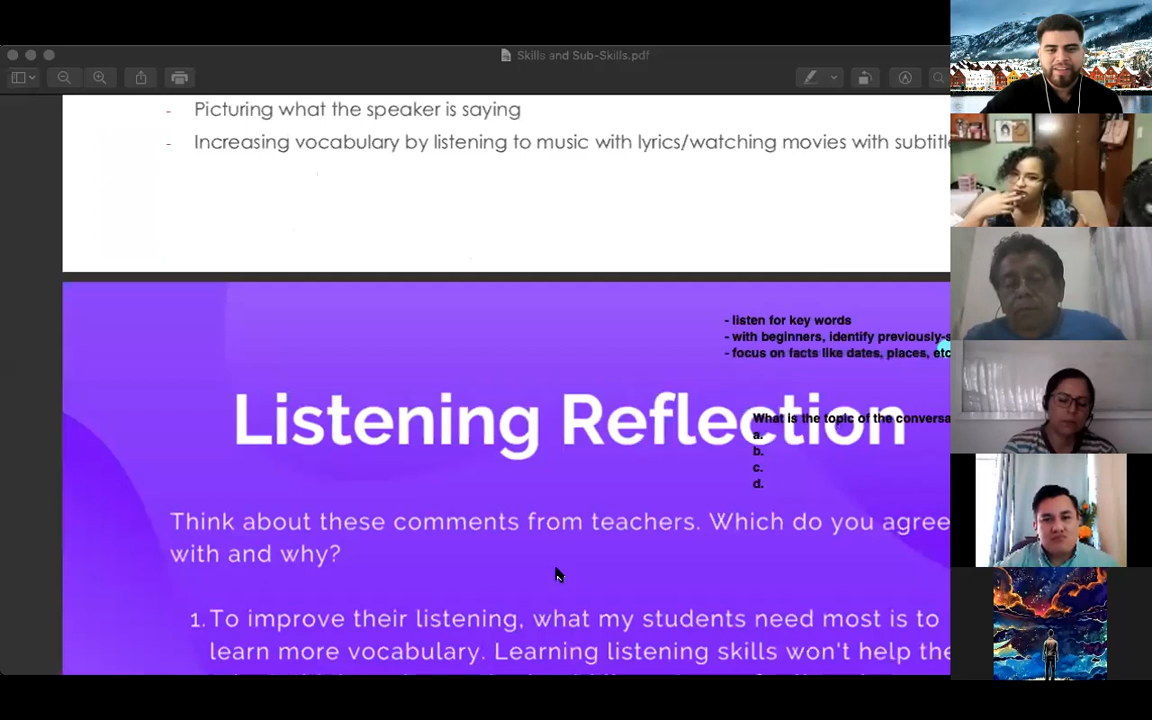 Skills and Sub-Skills.pdf
- Picturing what the speaker is saying
- Increasing vocabulary by listening to music with lyrics/watching movies with subtitle
- listen for key words
- with beginners, identify previously-s
- focus on facts like dates, places, etc
Listening Reflection
What is the topic of the conversa
a.
b.
c.
d.
Think about these comments from teachers. Which do you agree
with and why?
1. To improve their listening, what my students need most is to
learn more vocabulary. Learning listening skills won't help the